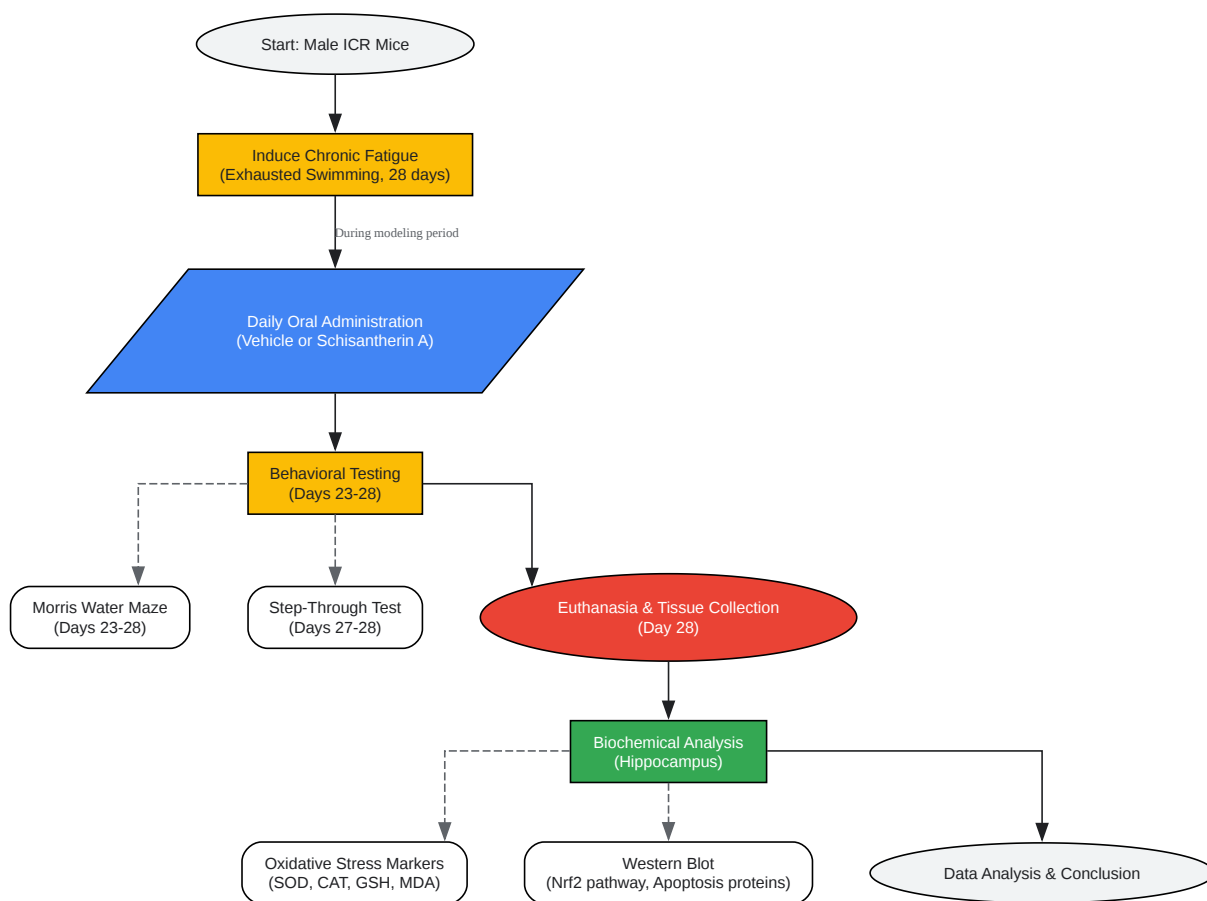 Start: Male ICR Mice
Induce Chronic Fatigue
(Exhausted Swimming, 28 days)
During modeling period
Daily Oral Administration
(Vehicle or Schisantherin A)
Behavioral Testing
(Days 23-28)
Morris Water Maze
(Days 23-28)
Step-Through Test
(Days 27-28)
Euthanasia & Tissue Collection
(Day 28)
Biochemical Analysis
(Hippocampus)
Oxidative Stress Markers
(SOD, CAT, GSH, MDA)
Western Blot
(Nrf2 pathway, Apoptosis proteins)
Data Analysis & Conclusion